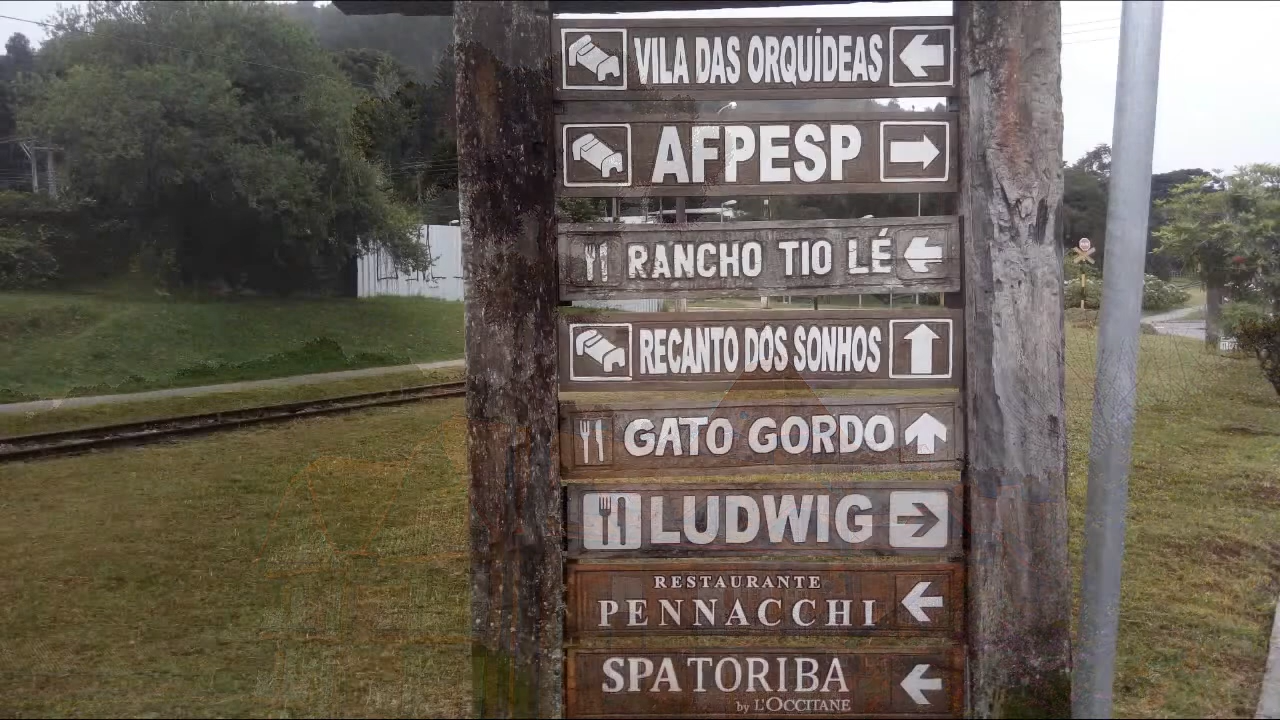 VILA DAS ORQUÍDEAS
AFPESP
RANCHO TIO LÉ
RECANTO DOS SONHOS
GATO GORDO
LUDWIG
RESTAURANTE
PENNACCHI
SPA TORIBA
by L'OCCITANE